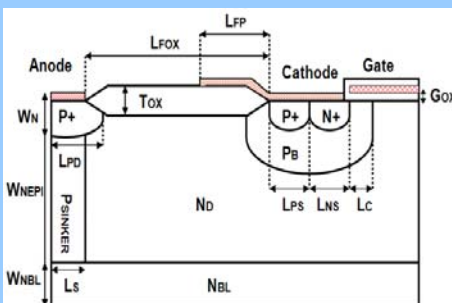 LFP
LFOX
Anode
Cathode
Gate
GOX
WN
P+
TOX
P+
N+
PB
LPD
WNEPI
PSINKER
ND
LPS
LNS
LC
WNBL
LS
NBL